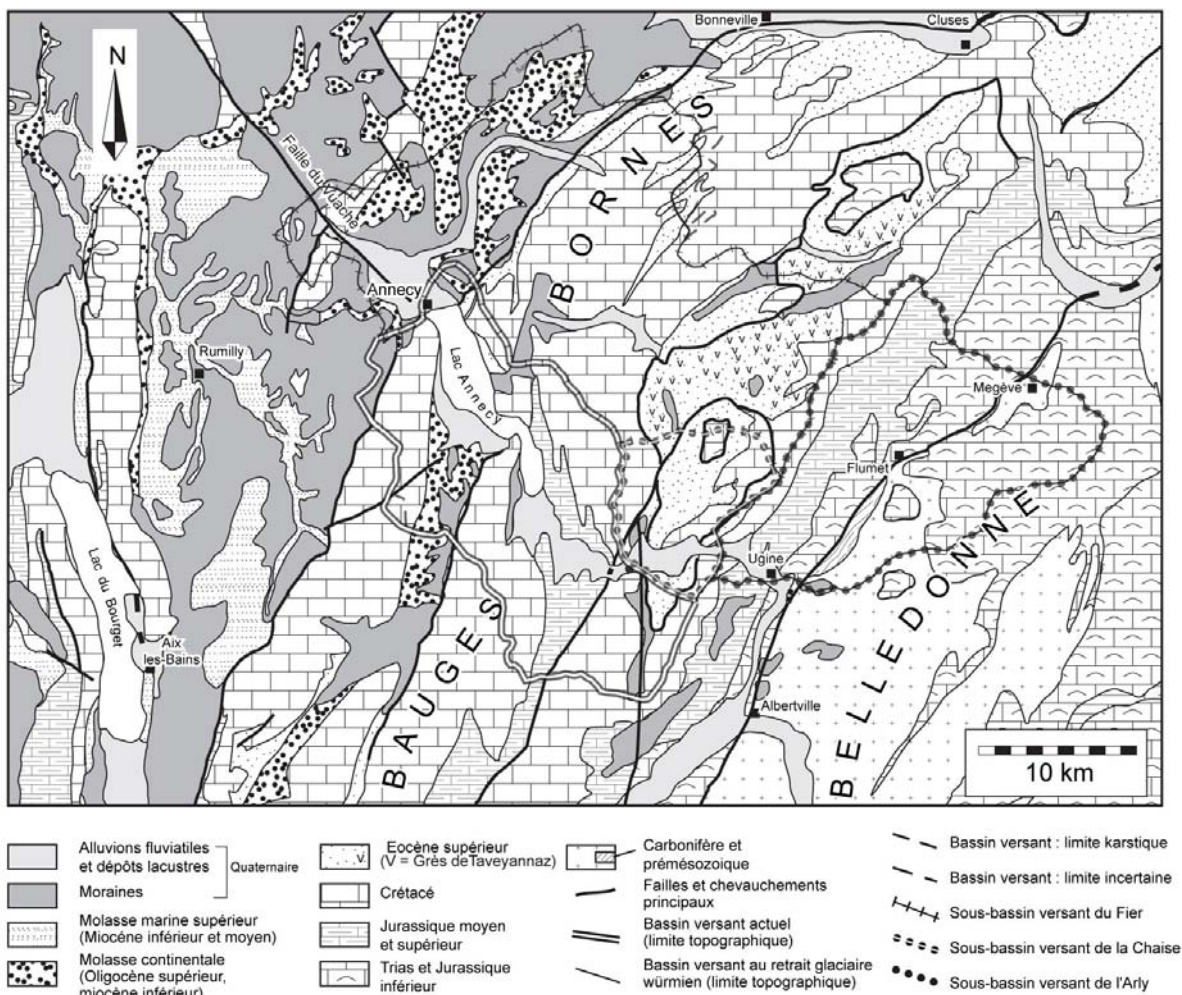 Bonneville
Cluses
N
Faille du Vuache
BORNES
Annecy
Rumilly
Lac Annecy
Megève
Flumet
Ugine
Lac du Bourget
Aix
les-Bains
BAUGES
BELLEDONNE
Albertville
10 km
Alluvions fluviatiles
et dépôts lacustres
Quaternaire
Moraines
Molasse marine supérieur
(Miocéne inférieur et moyen)
Molasse continentale
(Oligocène supérieur,
miocène inférieur)
V
Eocène supérieur
(V = Grès de Taveyannaz)
Crétacé
Jurassique moyen
et supérieur
Trias et Jurassique
inférieur
Carbonifère et
prémésozoique
Failles et chevauchements
principaux
Bassin versant actuel
(limite topographique)
Bassin versant au retrait glaciaire
würmien (limite topographique)
Bassin versant : limite karstique
Bassin versant : limite incertaine
Sous-bassin versant du Fier
Sous-bassin versant de la Chaise
Sous-bassin versant de l'Arly